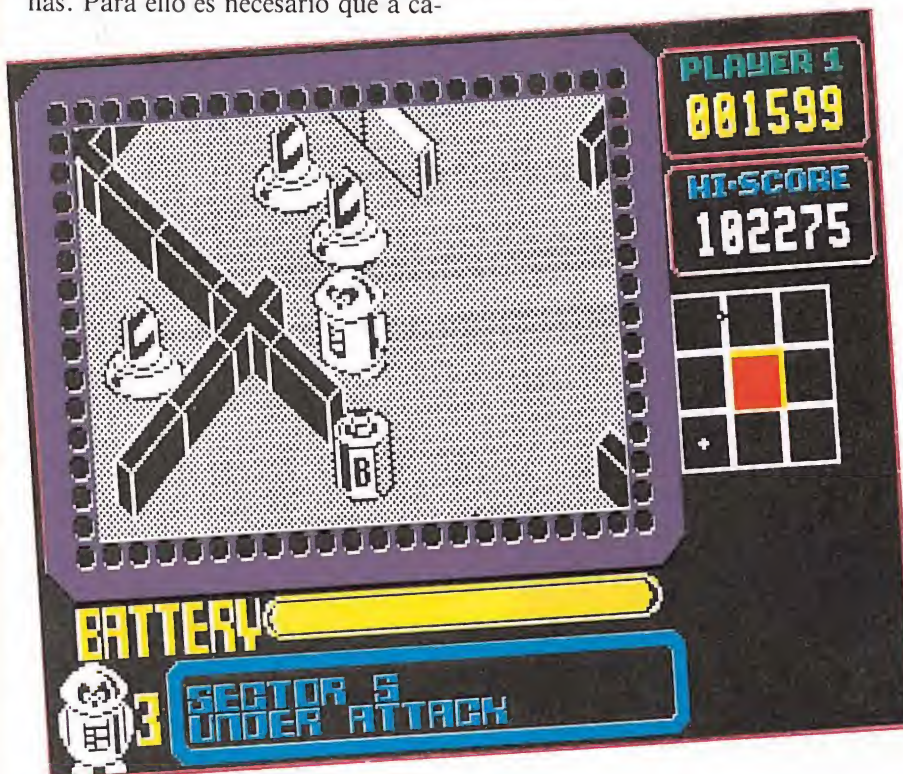 nas. Para ello es necesario que a ca-
PLAYER 1
001599
HI-SCORE
102275
B
BATTERY
3
SECTOR 5
UNDER ATTACK